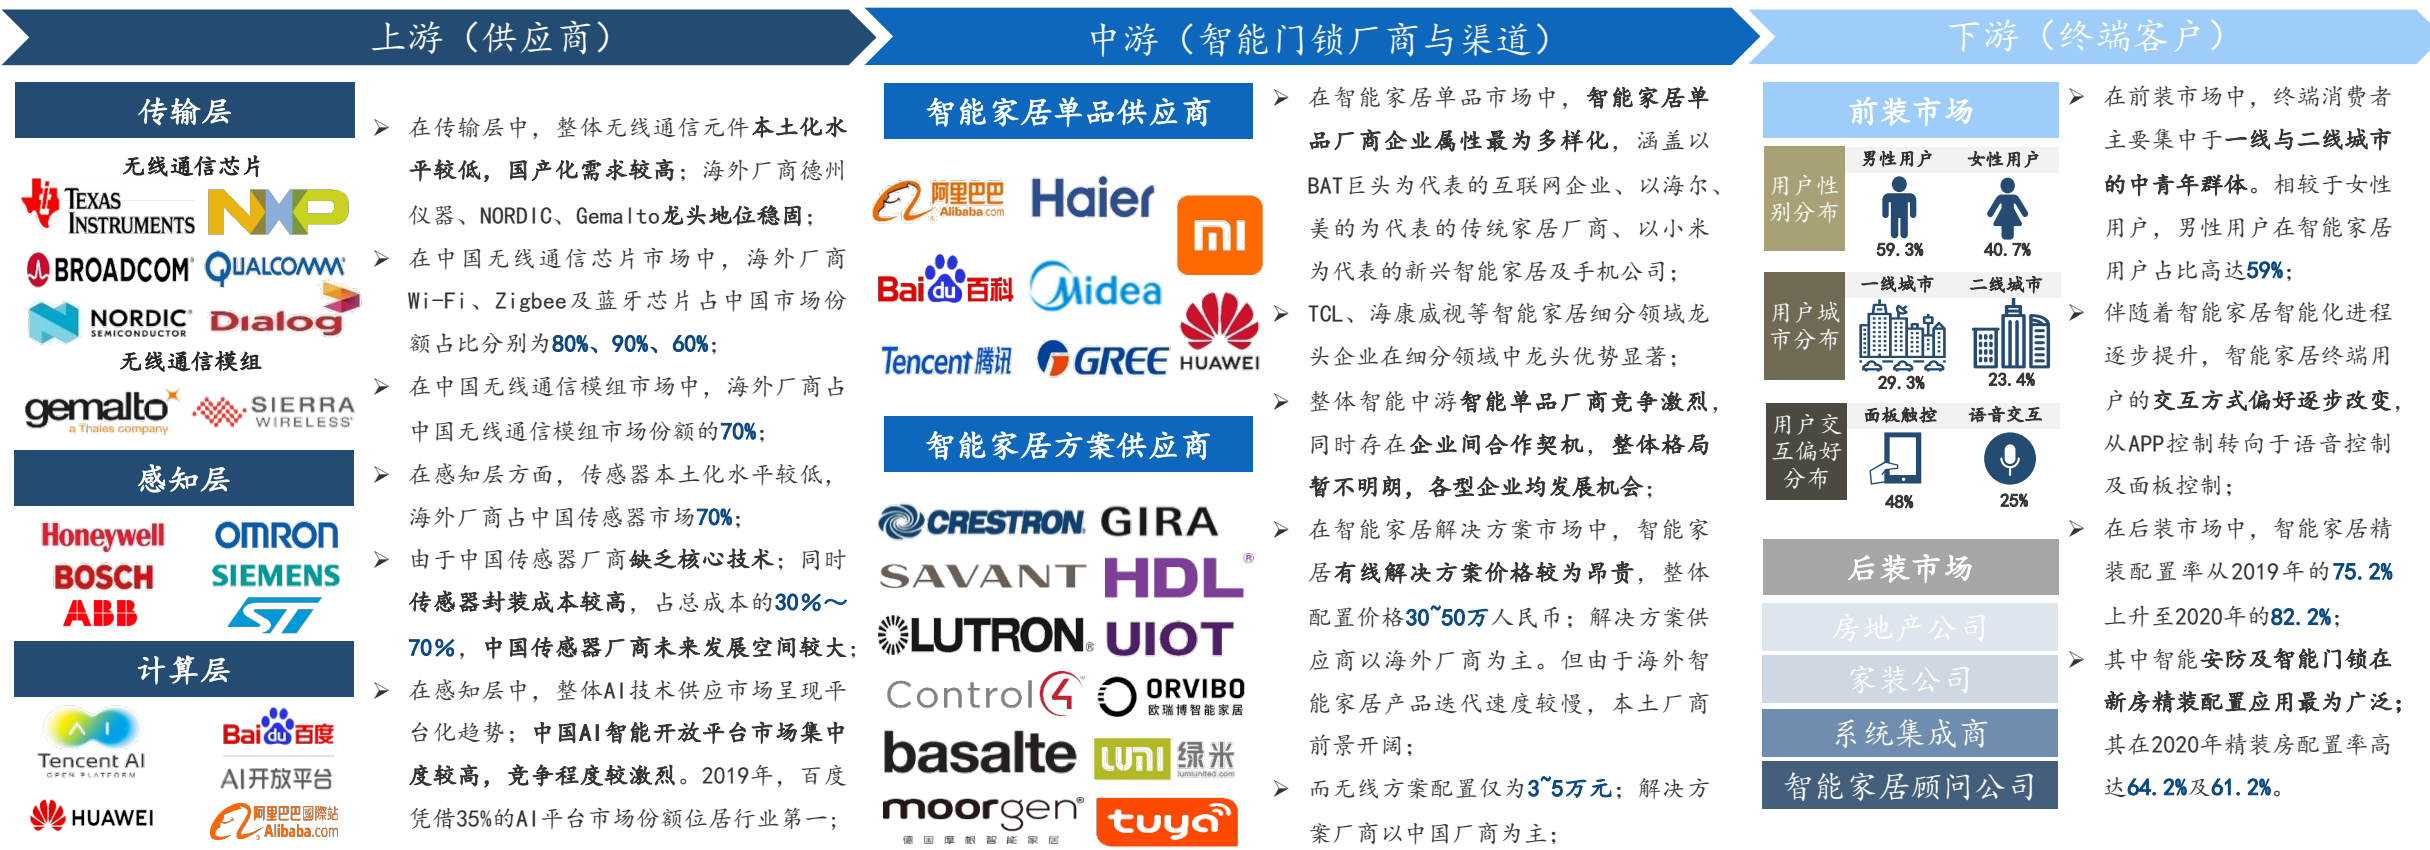 上游（供应商）
中游（智能门锁厂商与渠道）
下游（终端客户）
传输层
无线通信芯片
TEXAS
INSTRUMENTS
NXP
BROADCOM
QUALCOMM
NORDIC
SEMICONDUCTOR
Dialog
无线通信模组
gemalto
a Thales company
SIERRA
WIRELESS
感知层
Honeywell
OMRON
BOSCH
SIEMENS
ABB
ST
计算层
AI
Tencent AI
OPEN PLATFORM
Bai du 百度
AI开放平台
HUAWEI
阿里巴巴國際站
Alibaba.com
➢ 在传输层中，整体无线通信元件本土化水
平较低，国产化需求较高；海外厂商德州
仪器、NORDIC、Gemalto龙头地位稳固；
➢ 在中国无线通信芯片市场中，海外厂商
Wi-Fi、Zigbee及蓝牙芯片占中国市场份
额占比分别为80%、90%、60%；
➢ 在中国无线通信模组市场中，海外厂商占
中国无线通信模组市场份额的70%；
➢ 在感知层方面，传感器本土化水平较低，
海外厂商占中国传感器市场70%；
➢ 由于中国传感器厂商缺乏核心技术；同时
传感器封装成本较高，占总成本的30%～
70%，中国传感器厂商未来发展空间较大；
➢ 在感知层中，整体AI技术供应市场呈现平
台化趋势；中国AI智能开放平台市场集中
度较高，竞争程度较激烈。2019年，百度
凭借35%的AI平台市场份额位居行业第一；
智能家居单品供应商
阿里巴巴
Alibaba.com
Haier
mi
Bai du 百科
Midea
HUAWEI
Tencent 腾讯
GREE
智能家居方案供应商
CRESTRON
GIRA
SAVANT
HDL®
LUTRON®
UIOT
Control4
ORVIBO
欧瑞博智能家居
basalte
LUMI 绿米
lumiunited.com
moorgen®
德国摩根智能家居
tuya
➢ 在智能家居单品市场中，智能家居单
品厂商企业属性最为多样化，涵盖以
BAT巨头为代表的互联网企业、以海尔、
美的为代表的传统家居厂商、以小米
为代表的新兴智能家居及手机公司；
➢ TCL、海康威视等智能家居细分领域龙
头企业在细分领域中龙头优势显著；
➢ 整体智能中游智能单品厂商竞争激烈，
同时存在企业间合作契机，整体格局
暂不明朗，各型企业均发展机会；
➢ 在智能家居解决方案市场中，智能家
居有线解决方案价格较为昂贵，整体
配置价格30~50万人民币；解决方案供
应商以海外厂商为主。但由于海外智
能家居产品迭代速度较慢，本土厂商
前景开阔；
➢ 而无线方案配置仅为3~5万元；解决方
案厂商以中国厂商为主；
前装市场
用户性
别分布
男性用户 女性用户
59.3% 40.7%
用户城
市分布
一线城市 二线城市
29.3% 23.4%
用户交
互偏好
分布
面板触控 语音交互
48% 25%
后装市场
房地产公司
家装公司
系统集成商
智能家居顾问公司
➢ 在前装市场中，终端消费者
主要集中于一线与二线城市
的中青年群体。相较于女性
用户，男性用户在智能家居
用户占比高达59%；
➢ 伴随着智能家居智能化进程
逐步提升，智能家居终端用
户的交互方式偏好逐步改变，
从APP控制转向于语音控制
及面板控制；
➢ 在后装市场中，智能家居精
装配置率从2019年的75.2%
上升至2020年的82.2%；
➢ 其中智能安防及智能门锁在
新房精装配置应用最为广泛；
其在2020年精装房配置率高
达64.2%及61.2%。